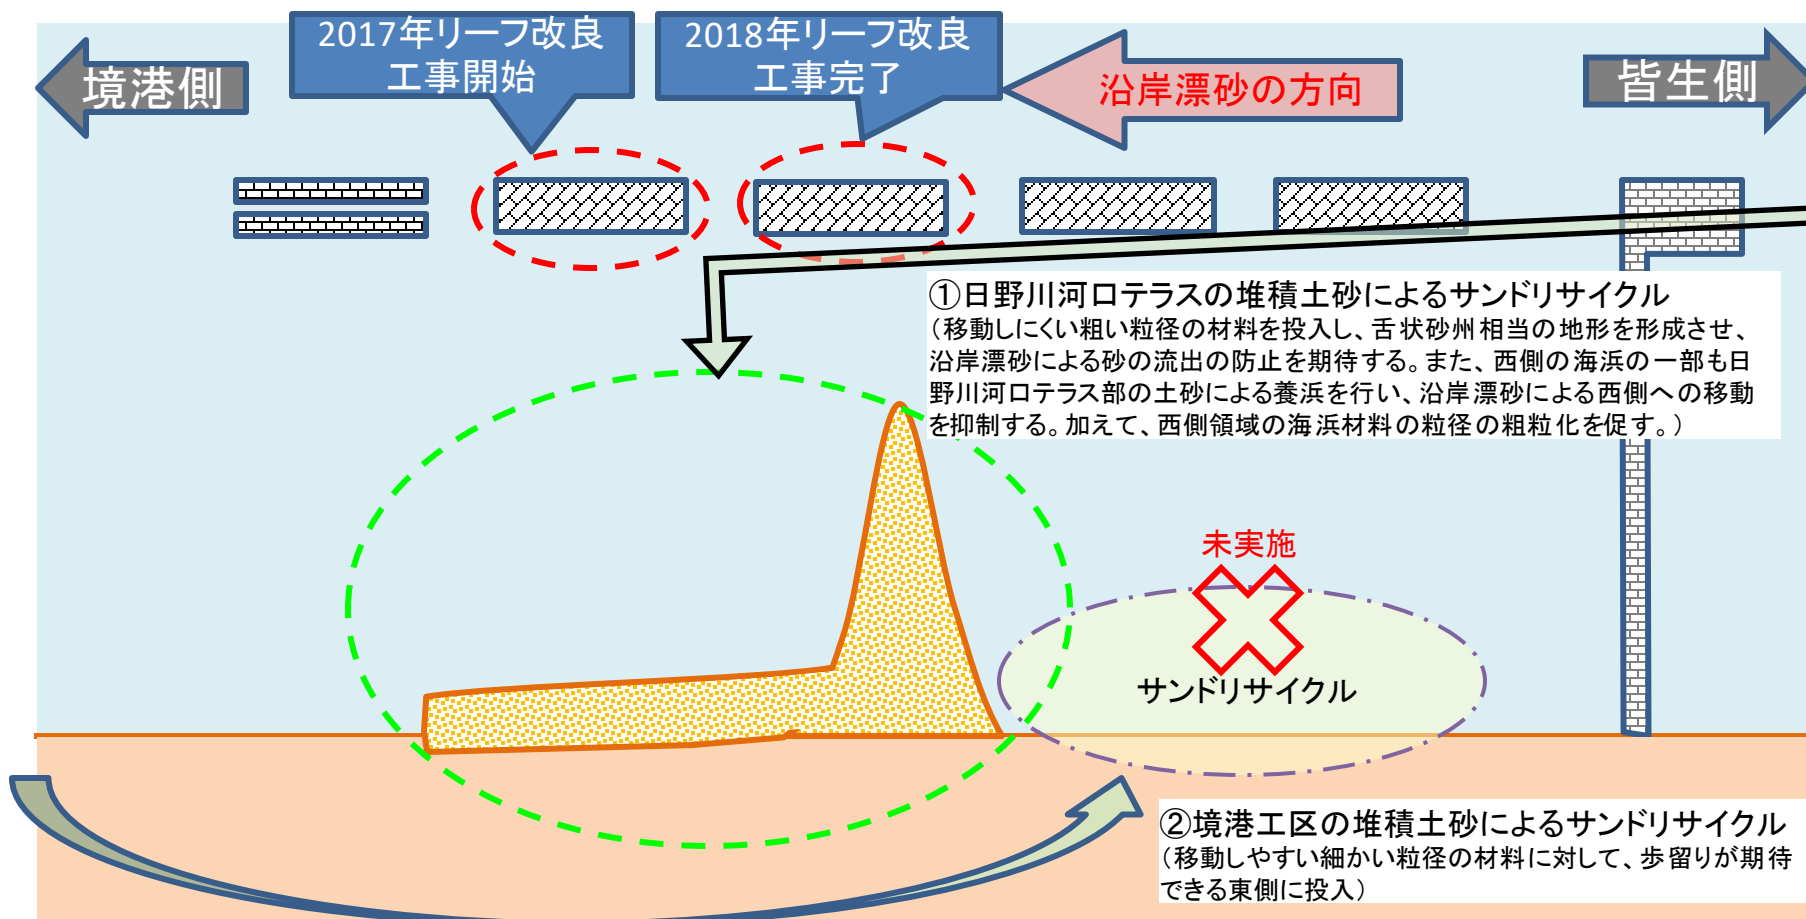 2017年リーフ改良
工事開始
2018年リーフ改良
工事完了
境港側
沿岸漂砂の方向
皆生側
①日野川河口テラスの堆積土砂によるサンドリサイクル
（移動しにくい粗い粒径の材料を投入し、舌状砂州相当の地形を形成させ、
沿岸漂砂による砂の流出の防止を期待する。また、西側の海浜の一部も日
野川河口テラス部の土砂による養浜を行い、沿岸漂砂による西側への移動
を抑制する。加えて、西側領域の海浜材料の粒径の粗粒化を促す。）
未実施
サンドリサイクル
②境港工区の堆積土砂によるサンドリサイクル
（移動しやすい細かい粒径の材料に対して、歩留りが期待
できる東側に投入）